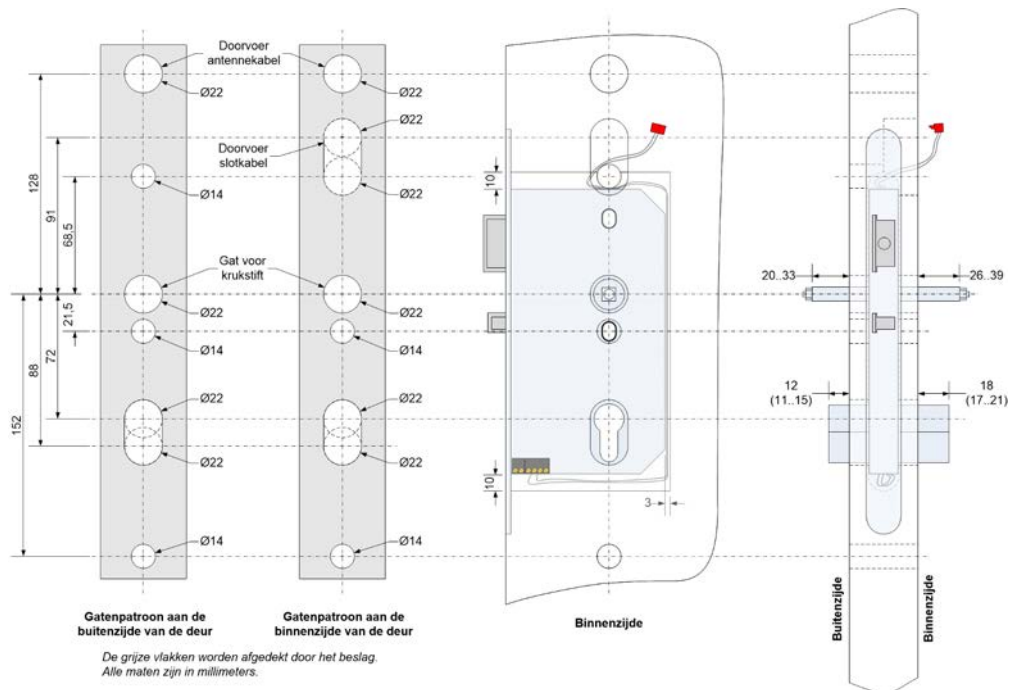 Doorvoer
antennekabel
Ø22
Ø22
Ø22
Doorvoer
slotkabel
Ø14
Ø22
Gat voor
krukstift
Ø22
Ø22
Ø14
Ø14
Ø22
Ø22
Ø22
Ø22
Ø14
Ø14
128
91
68,5
21,5
72
88
152
10
10
3
20..33
26..39
12
(11..15)
18
(17..21)
Buitenzijde
Binnenzijde
Gatenpatroon aan de
buitenzijde van de deur
Gatenpatroon aan de
binnenzijde van de deur
Binnenzijde
De grijze vlakken worden afgedekt door het beslag.
Alle maten zijn in millimeters.